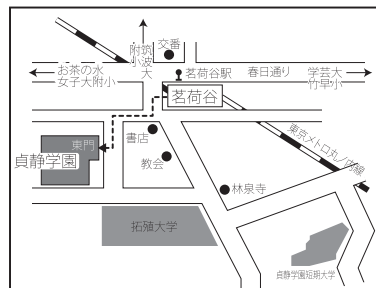 交番
筑波大
附小
お茶の水
女子大附小
茗荷谷駅
春日通り
学芸大
竹早小
茗荷谷
東京メトロ丸ノ内線
書店
東門
貞静学園
教会
林泉寺
拓殖大学
貞静学園短期大学